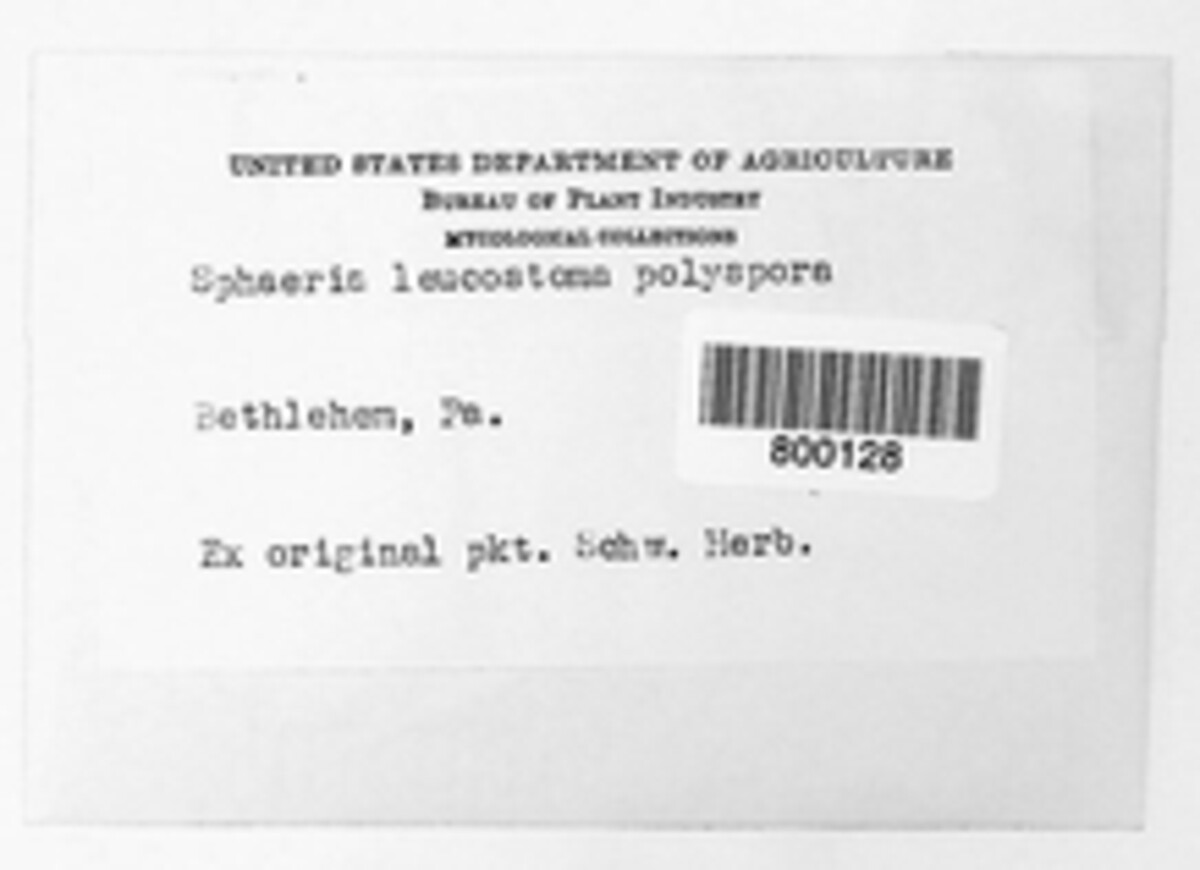 UNITED STATES DEPARTMENT OF AGRICULTURE
BUREAU OF PLANT INDUSTRY
MYCOLOGICAL COLLECTIONS
Sphaeria leucostoma polyspora
Bethlehem, Pa.
800128
Ex original pkt. Schw. Herb.